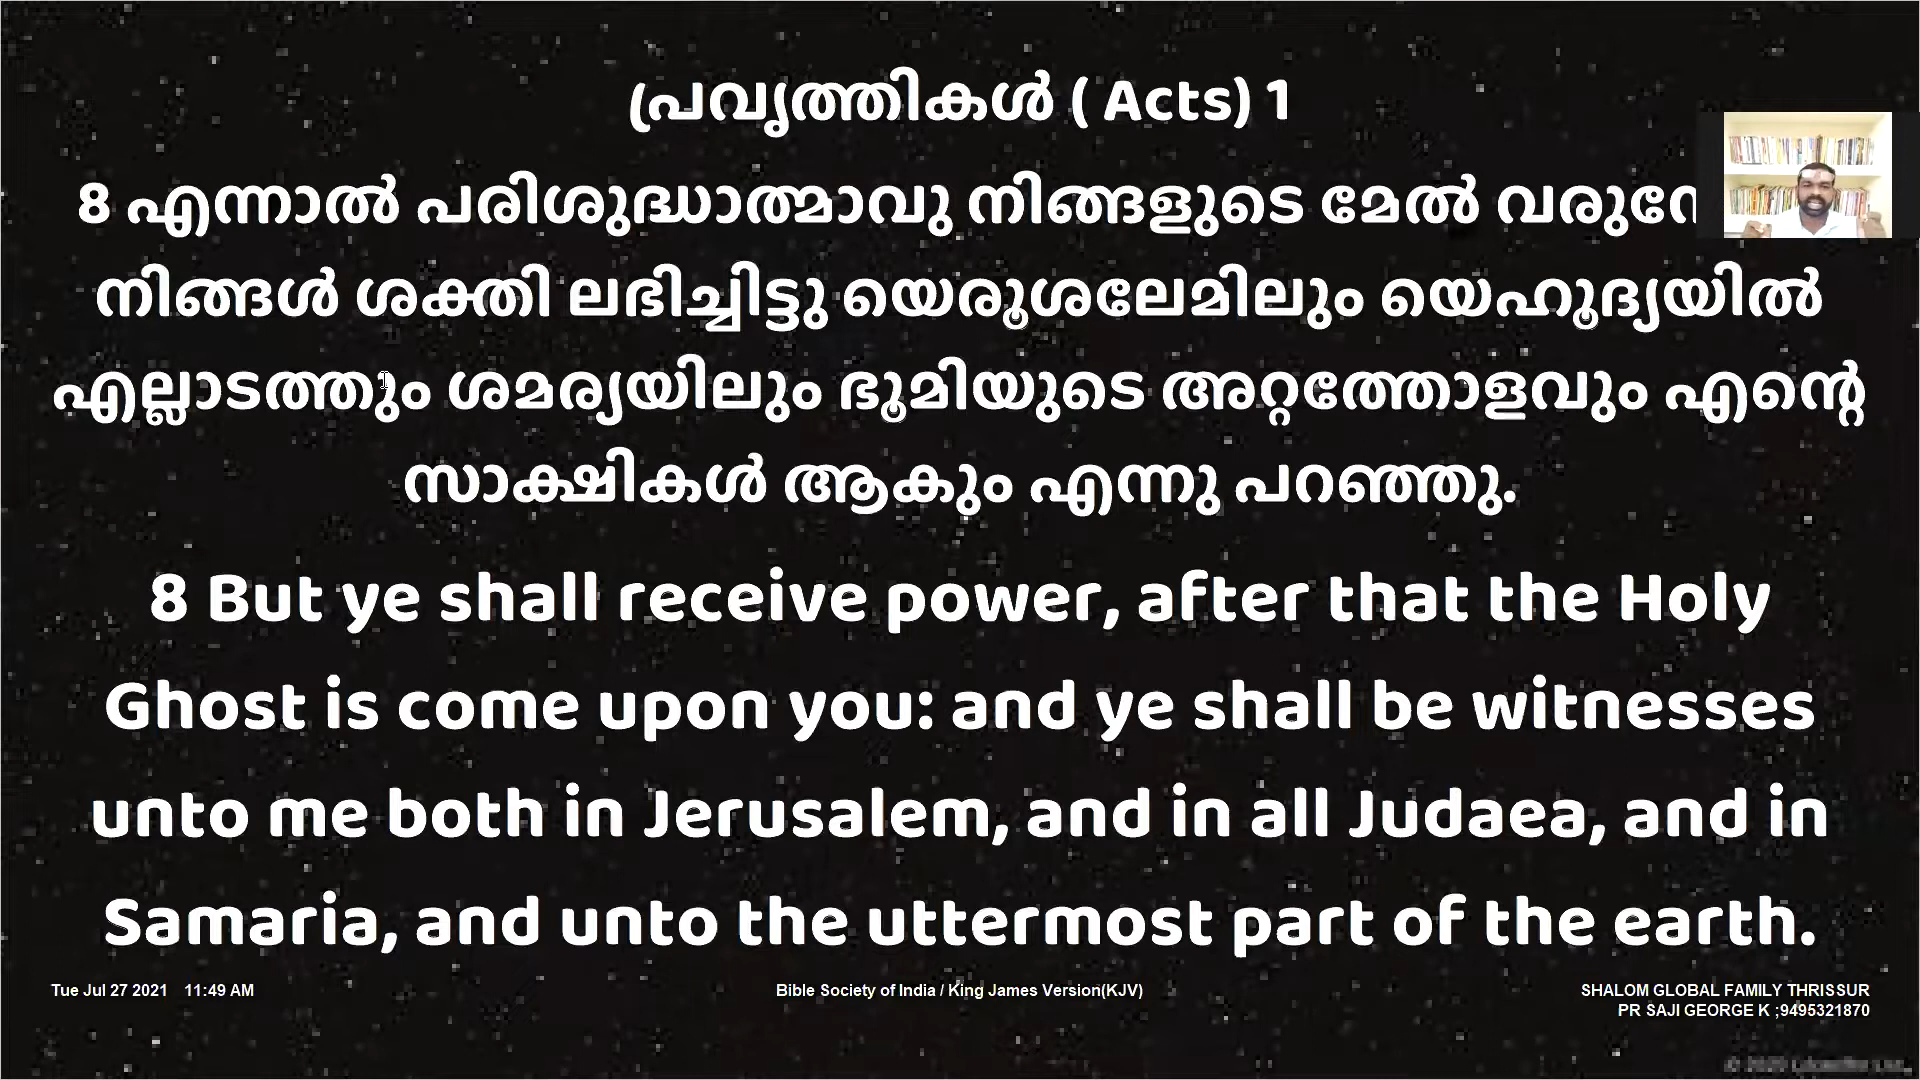 പ്രവൃത്തികൾ ( Acts) 1
8 എന്നാൽ പരിശുദ്ധാത്മാവു നിങ്ങളുടെ മേൽ
നിങ്ങൾ ശക്തി ലഭിച്ചിട്ടു യെരൂശലേമിലും യെഹൂദ്യയിൽ
എല്ലാടത്തും ശമര്യയിലും ഭൂമിയുടെ അറ്റത്തോളവും എന്റെ
സാക്ഷികൾ ആകും എന്നു പറഞ്ഞു.
8 But ye shall receive power, after that the Holy
Ghost is come upon you: and ye shall be witnesses
unto me both in Jerusalem, and in all Judaea, and in
Samaria, and unto the uttermost part of the earth.
Tue Jul 27 2021 11:49 AM
Bible Society of India / King James Version(KJV)
SHALOM GLOBAL FAMILY THRISSUR
PR SAJI GEORGE K ;9495321870